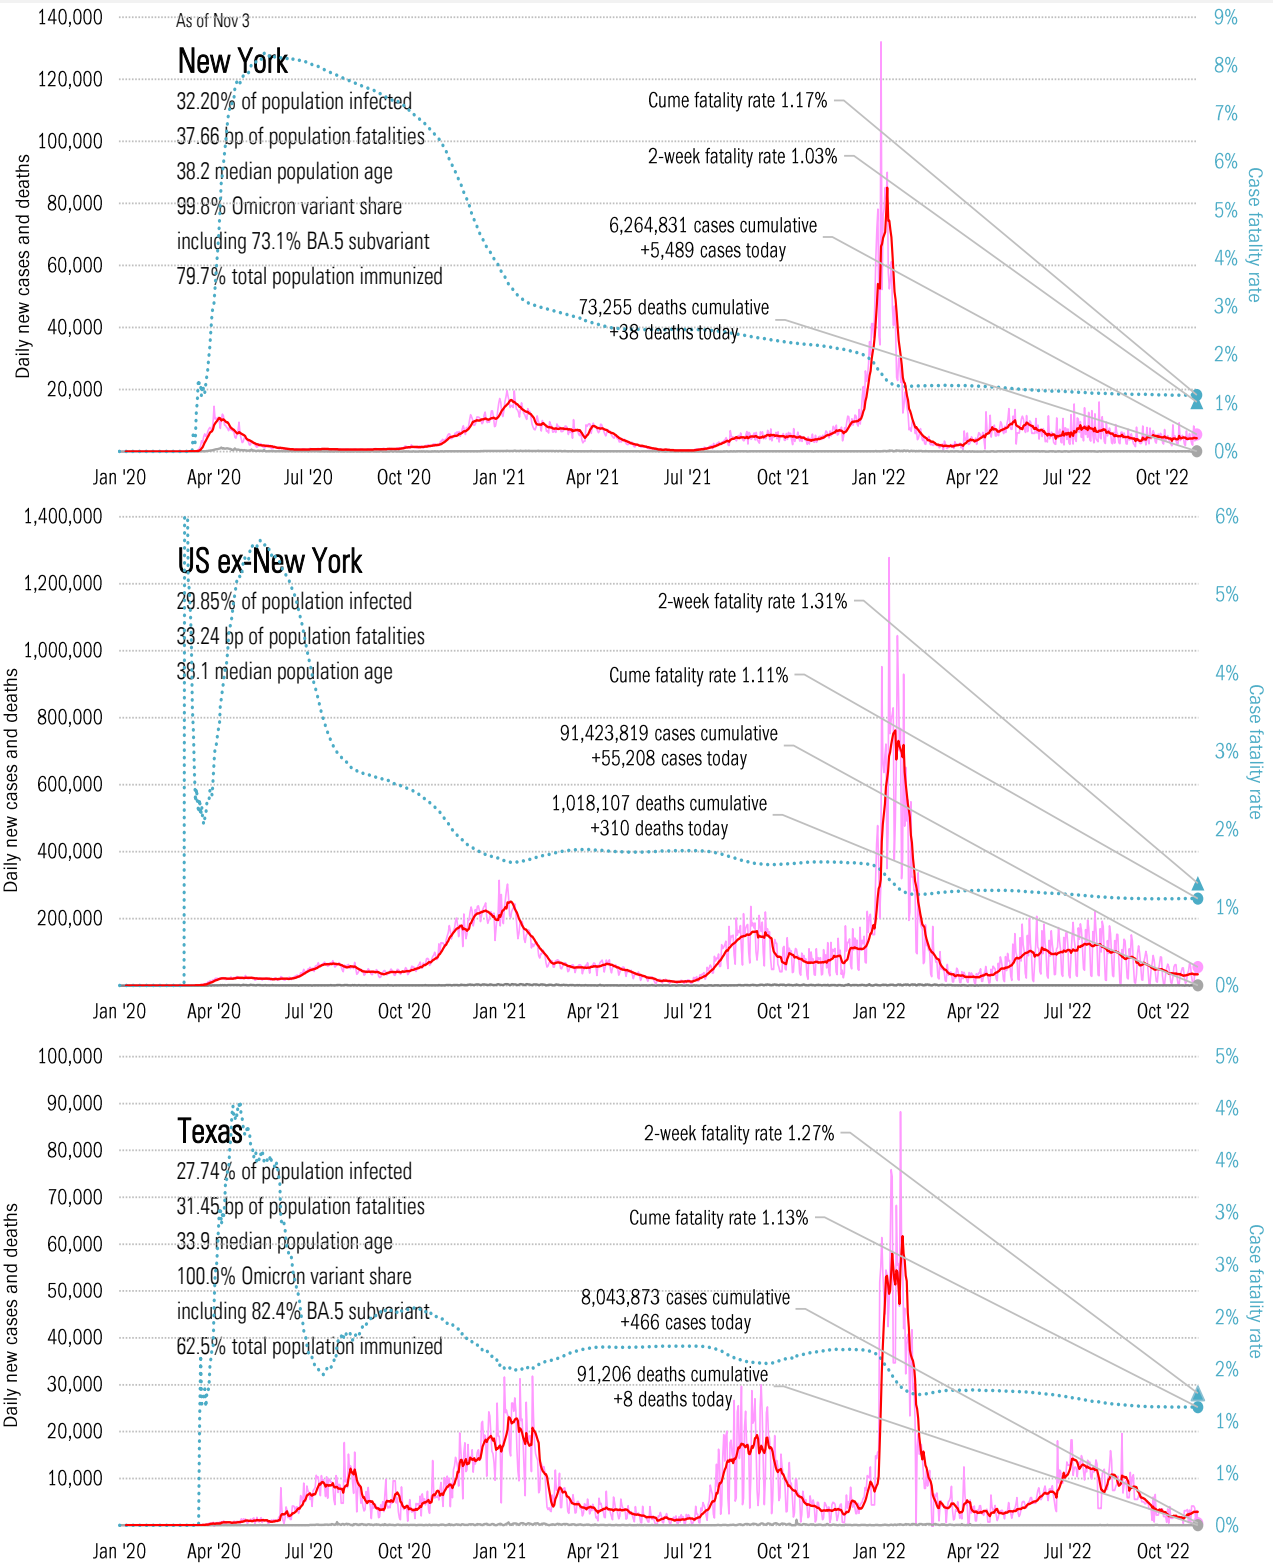 As of Nov 3
New York
32.20% of population infected
37.66 bp of population fatalities
38.2 median population age
99.8% Omicron variant share
including 73.1% BA.5 subvariant
79.7% total population immunized
Cume fatality rate 1.17%
2-week fatality rate 1.03%
6,264,831 cases cumulative
+5,489 cases today
73,255 deaths cumulative
+38 deaths today
Daily new cases and deaths
140,000
120,000
100,000
80,000
60,000
40,000
20,000
9%
8%
7%
6%
5%
4%
3%
2%
1%
0%
Case fatality rate
Jan '20 Apr '20 Jul '20 Oct '20 Jan '21 Apr '21 Jul '21 Oct '21 Jan '22 Apr '22 Jul '22 Oct '22
US ex-New York
29.85% of population infected
33.24 bp of population fatalities
38.1 median population age
2-week fatality rate 1.31%
Cume fatality rate 1.11%
91,423,819 cases cumulative
+55,208 cases today
1,018,107 deaths cumulative
+310 deaths today
Daily new cases and deaths
1,400,000
1,200,000
1,000,000
800,000
600,000
400,000
200,000
6%
5%
4%
3%
2%
1%
0%
Case fatality rate
Jan '20 Apr '20 Jul '20 Oct '20 Jan '21 Apr '21 Jul '21 Oct '21 Jan '22 Apr '22 Jul '22 Oct '22
Texas
27.74% of population infected
31.45 bp of population fatalities
33.9 median population age
100.0% Omicron variant share
including 82.4% BA.5 subvariant
62.5% total population immunized
2-week fatality rate 1.27%
Cume fatality rate 1.13%
8,043,873 cases cumulative
+466 cases today
91,206 deaths cumulative
+8 deaths today
Daily new cases and deaths
100,000
90,000
80,000
70,000
60,000
50,000
40,000
30,000
20,000
10,000
5%
4%
4%
3%
3%
2%
2%
1%
1%
0%
Case fatality rate
Jan '20 Apr '20 Jul '20 Oct '20 Jan '21 Apr '21 Jul '21 Oct '21 Jan '22 Apr '22 Jul '22 Oct '22